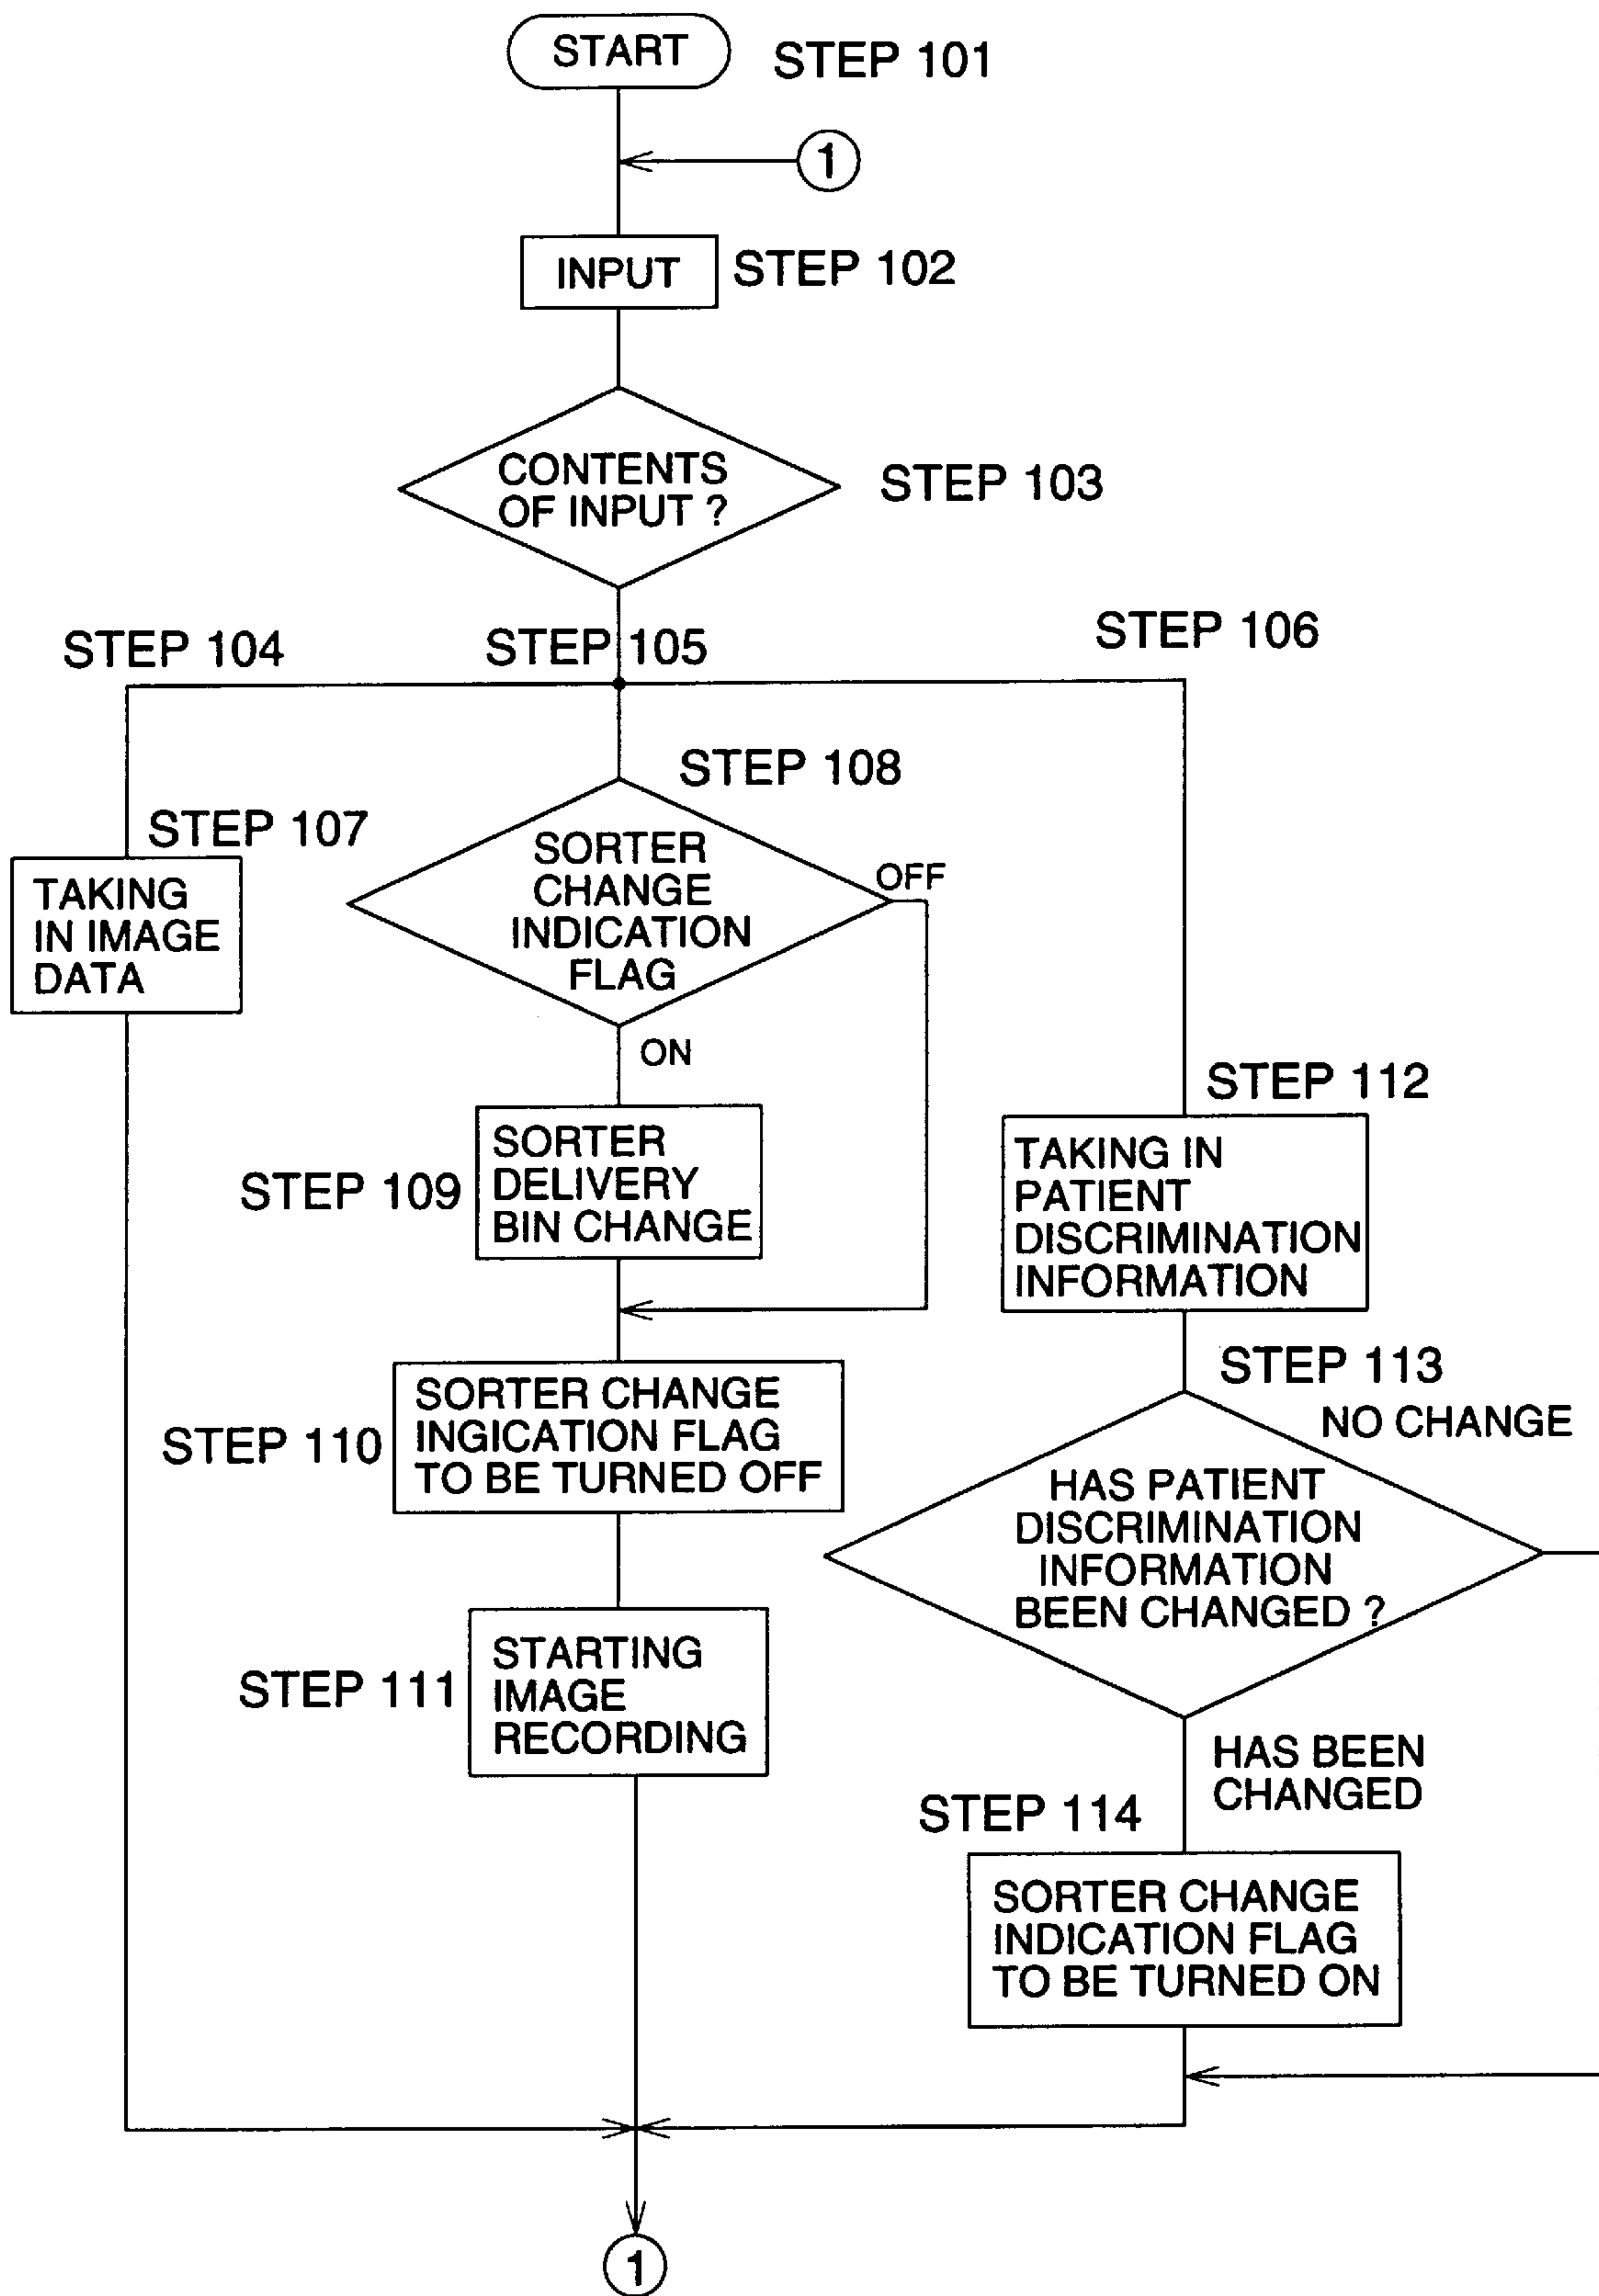 START
STEP 101
1
INPUT
STEP 102
CONTENTS
OF INPUT ?
STEP 103
STEP 104
STEP 105
STEP 106
STEP 107
TAKING
IN IMAGE
DATA
STEP 108
SORTER
CHANGE
INDICATION
FLAG
OFF
ON
STEP 109
SORTER
DELIVERY
BIN CHANGE
STEP 110
SORTER CHANGE
INGICATION FLAG
TO BE TURNED OFF
STEP 111
STARTING
IMAGE
RECORDING
STEP 112
TAKING IN
PATIENT
DISCRIMINATION
INFORMATION
STEP 113
NO CHANGE
HAS PATIENT
DISCRIMINATION
INFORMATION
BEEN CHANGED ?
HAS BEEN
CHANGED
STEP 114
SORTER CHANGE
INDICATION FLAG
TO BE TURNED ON
1